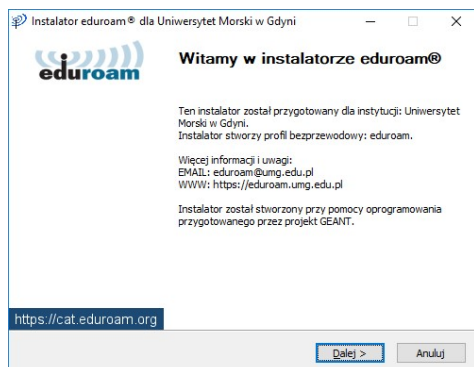 Instalator eduroam® dla Uniwersytet Morski w Gdyni
eduroam
Witamy w instalatorze eduroam®
Ten instalator został przygotowany dla instytucji: Uniwersytet
Morski w Gdyni.
Instalator stworzy profil bezprzewodowy: eduroam.
Więcej informacji i uwagi:
EMAIL: eduroam@umg.edu.pl
WWW: https://eduroam.umg.edu.pl
Instalator został stworzony przy pomocy oprogramowania
przygotowanego przez projekt GEANT.
https://cat.eduroam.org
Dalej >
Anuluj